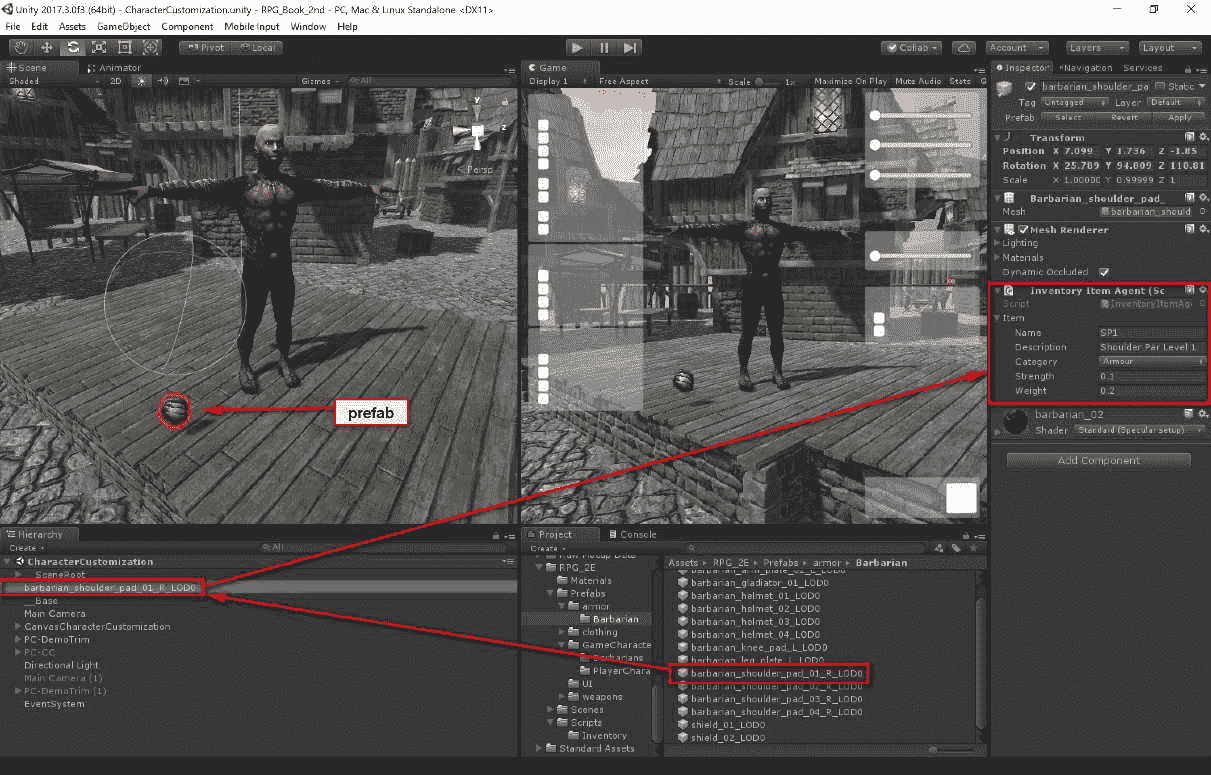 Unity 2017.3.0f3 (64bit) - CharacterCustomization.unity - RPG_Book_2nd - PC, Mac & Linux Standalone <DX11>
File Edit Assets GameObject Component Mobile Input Window Help
Pivot Local Collab Account Layers Layout
Scene Animator
Shaded 2D Gizmos All
Y
Z
Persp
prefab
Game
Display 1 Free Aspect Scale 1x Maximize On Play Mute Audio Stats G
Inspector Navigation Services
barbarian_shoulder_pa Static
Tag Untagged Layer Default
Prefab Select Revert Apply
Transform
Position X 7.099 Y 1.736 Z -1.85
Rotation X 25.789 Y 94.809 Z 110.81
Scale X 1.00000 Y 0.99999 Z 1
Barbarian_shoulder_pad_
Mesh barbarian_should
Mesh Renderer
Lighting
Materials
Dynamic Occluded
Inventory Item Agent (Sc
Script InventoryItemAg
Item
Name SP1
Description Shoulder Par Level 1
Category Armour
Strength 0.3
Weight 0.2
barbarian_02
Shader Standard (Specular setup)
Add Component
Hierarchy
Create All
CharacterCustomization
__SceneRoot
barbarian_shoulder_pad_01_R_LOD0
__Base
Main Camera
CanvasCharacterCustomization
PC-DemoTrim
PC-CC
Directional Light
Main Camera (1)
PC-DemoTrim (1)
EventSystem
Project Console
Create
RPG_2E
Materials
Prefabs
armor
Barbarian
clothing
GameCharacte
Barbarians
PlayerChara
UI
weapons
Scenes
Scripts
Inventory
Standard Assets
Assets RPG_2E Prefabs armor Barbarian
barbarian_gladiator_01_LOD0
barbarian_helmet_01_LOD0
barbarian_helmet_02_LOD0
barbarian_helmet_03_LOD0
barbarian_helmet_04_LOD0
barbarian_knee_pad_L_LOD0
barbarian_leg_plate_L_LOD0
barbarian_shoulder_pad_01_R_LOD0
barbarian_shoulder_pad_02_R_LOD0
barbarian_shoulder_pad_03_R_LOD0
barbarian_shoulder_pad_04_R_LOD0
shield_01_LOD0
shield_02_LOD0